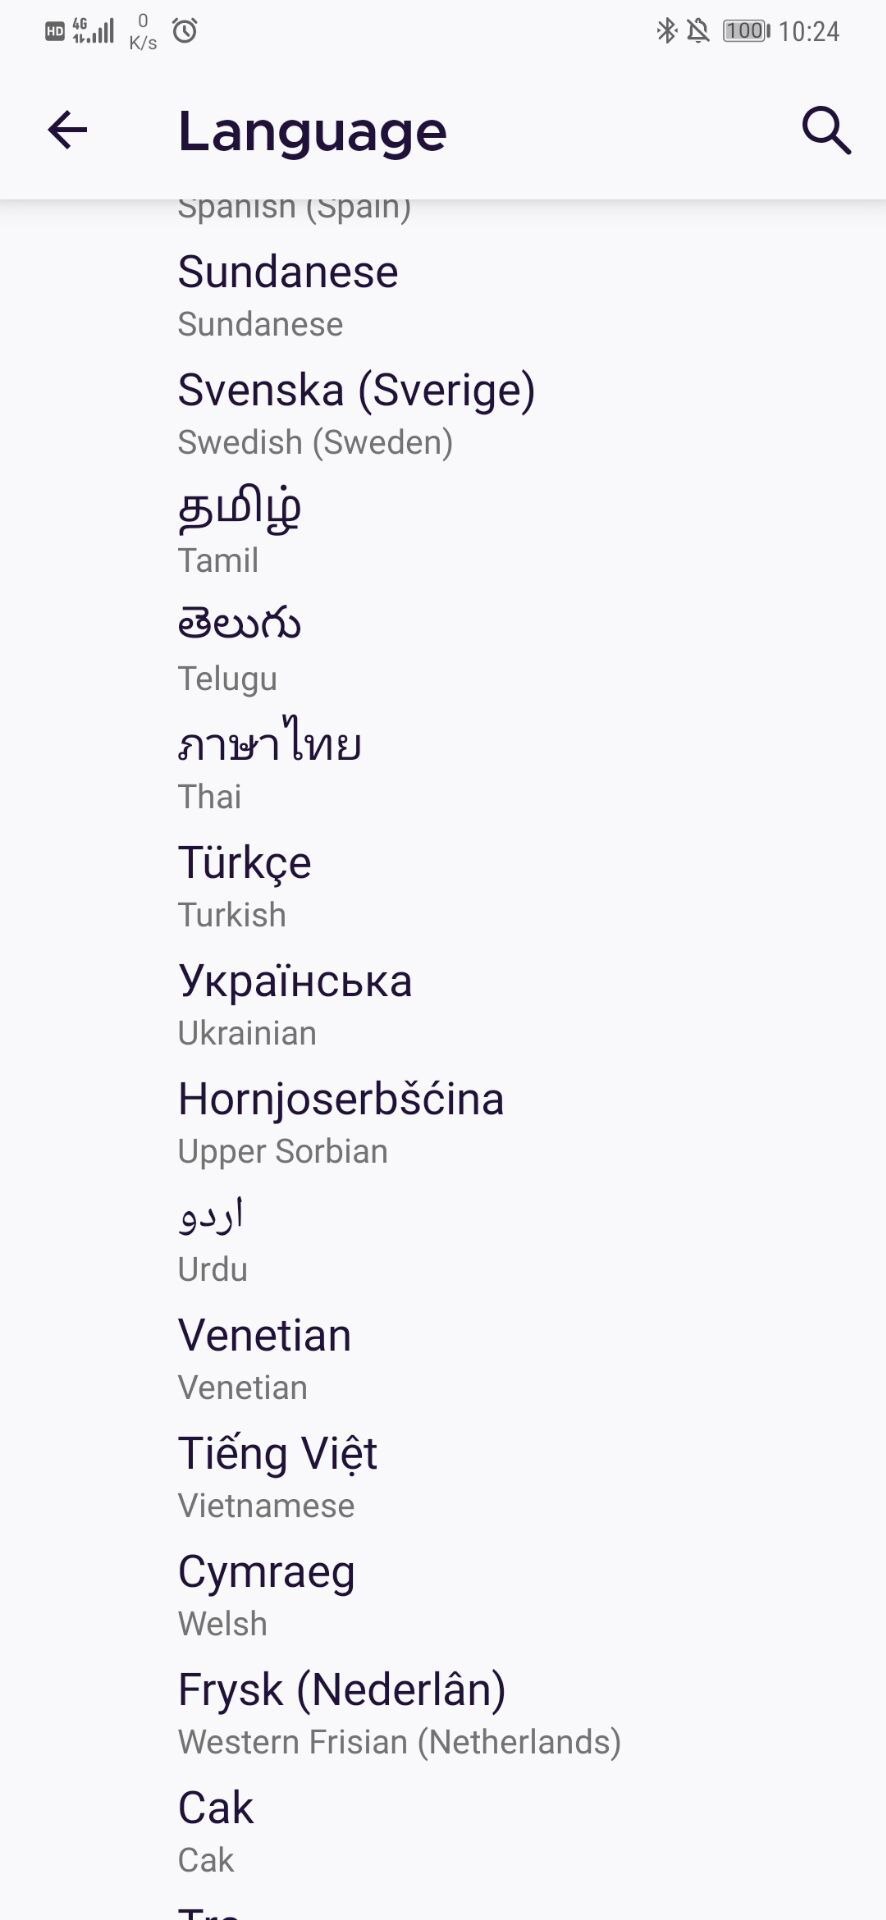 HD 4G 0 K/s 100 10:24
Language
Spanish (Spain)
Sundanese
Sundanese
Svenska (Sverige)
Swedish (Sweden)
தமிழ்
Tamil
తెలుగు
Telugu
ภาษาไทย
Thai
Türkçe
Turkish
Українська
Ukrainian
Hornjoserbšćina
Upper Sorbian
اردو
Urdu
Venetian
Venetian
Tiếng Việt
Vietnamese
Cymraeg
Welsh
Frysk (Nederlân)
Western Frisian (Netherlands)
Cak
Cak